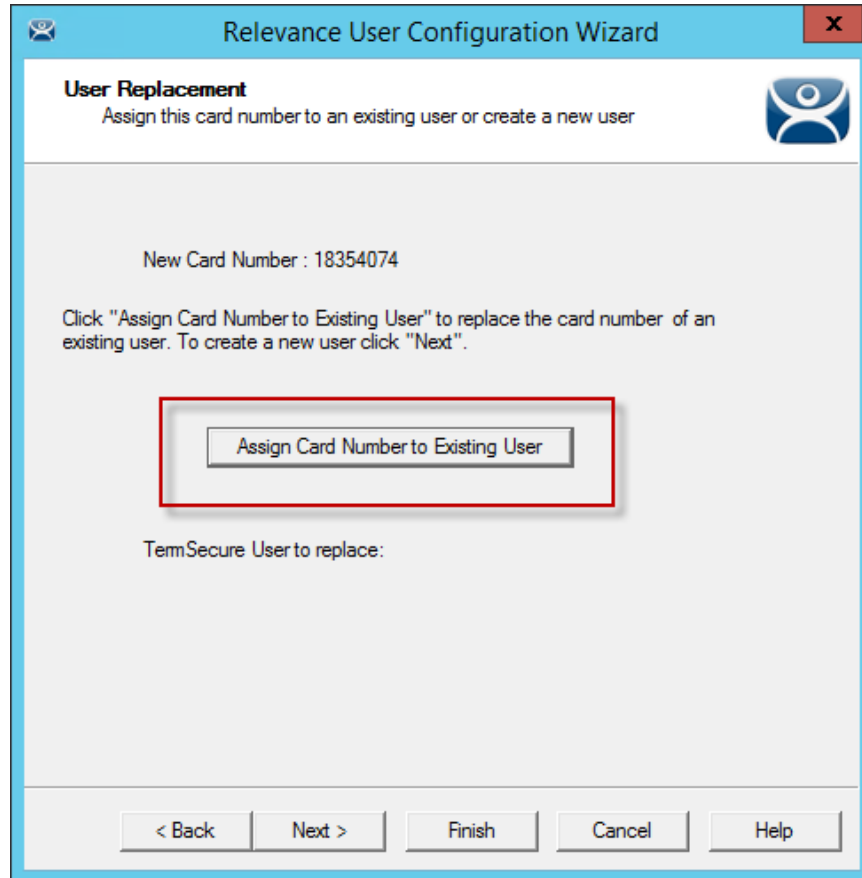 Relevance User Configuration Wizard
x
User Replacement
Assign this card number to an existing user or create a new user
New Card Number : 18354074
Click "Assign Card Number to Existing User" to replace the card number of an
existing user. To create a new user click "Next".
Assign Card Number to Existing User
TermSecure User to replace:
< Back Next > Finish Cancel Help